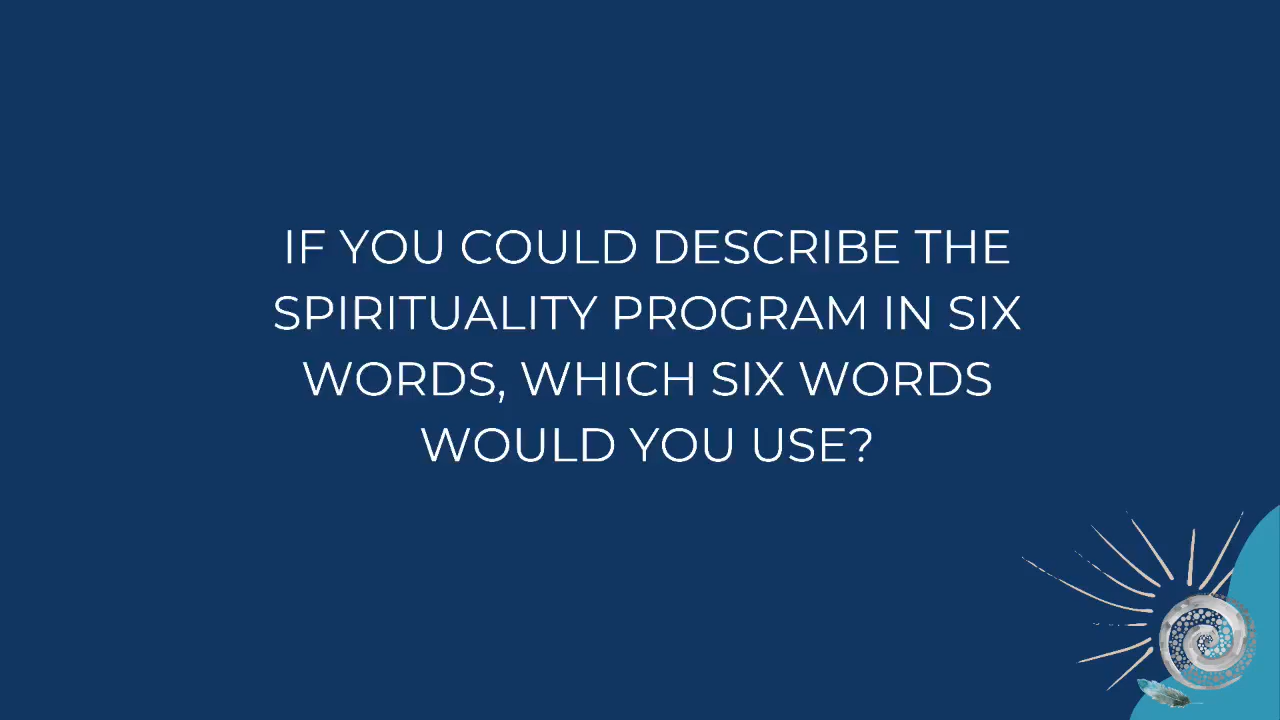 IF YOU COULD DESCRIBE THE
SPIRITUALITY PROGRAM IN SIX
WORDS, WHICH SIX WORDS
WOULD YOU USE?